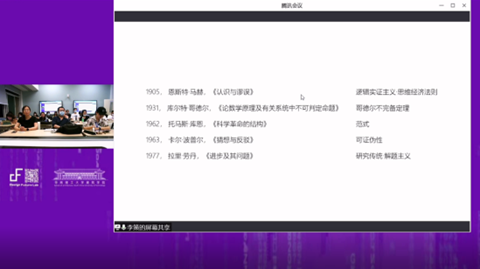 腾讯会议
1905，恩斯特·马赫，《认识与谬误》 逻辑实证主义·思维经济法则
1931，库尔特·哥德尔，《论数学原理及有关系统中不可判定命题》 哥德尔不完备定理
1962，托马斯·库恩，《科学革命的结构》 范式
1963，卡尔·波普尔，《猜想与反驳》 可证伪性
1977，拉里·劳丹，《进步及其问题》 研究传统·解题主义
李策的屏幕共享